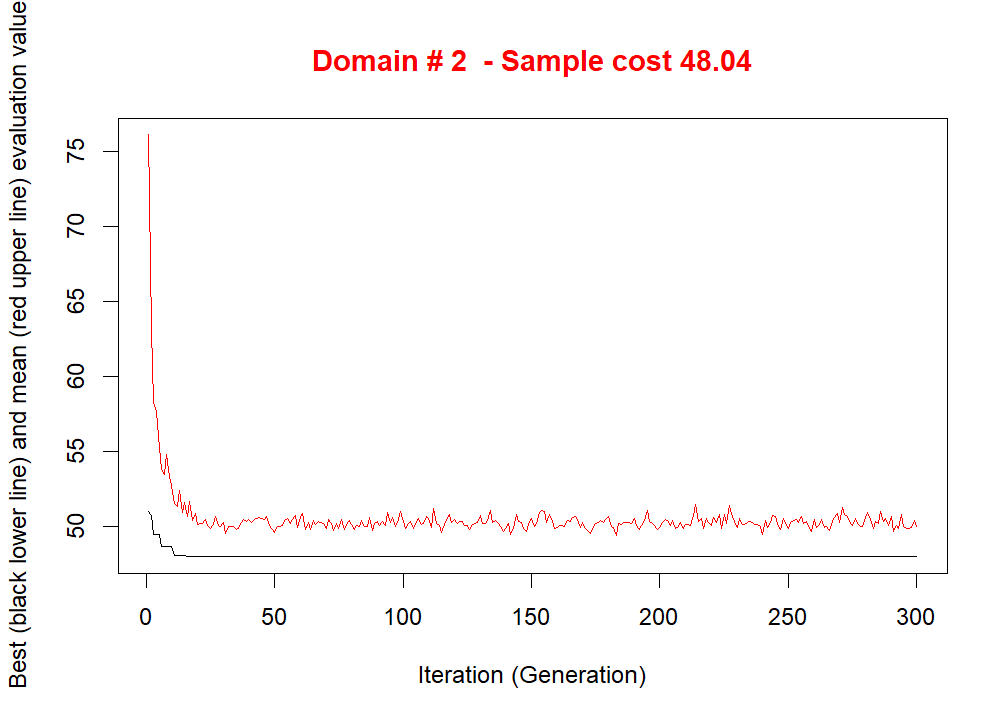 Domain # 2  - Sample cost 48.04
Best (black lower line) and mean (red upper line) evaluation value
75
70
65
60
55
50
0 50 100 150 200 250 300
Iteration (Generation)